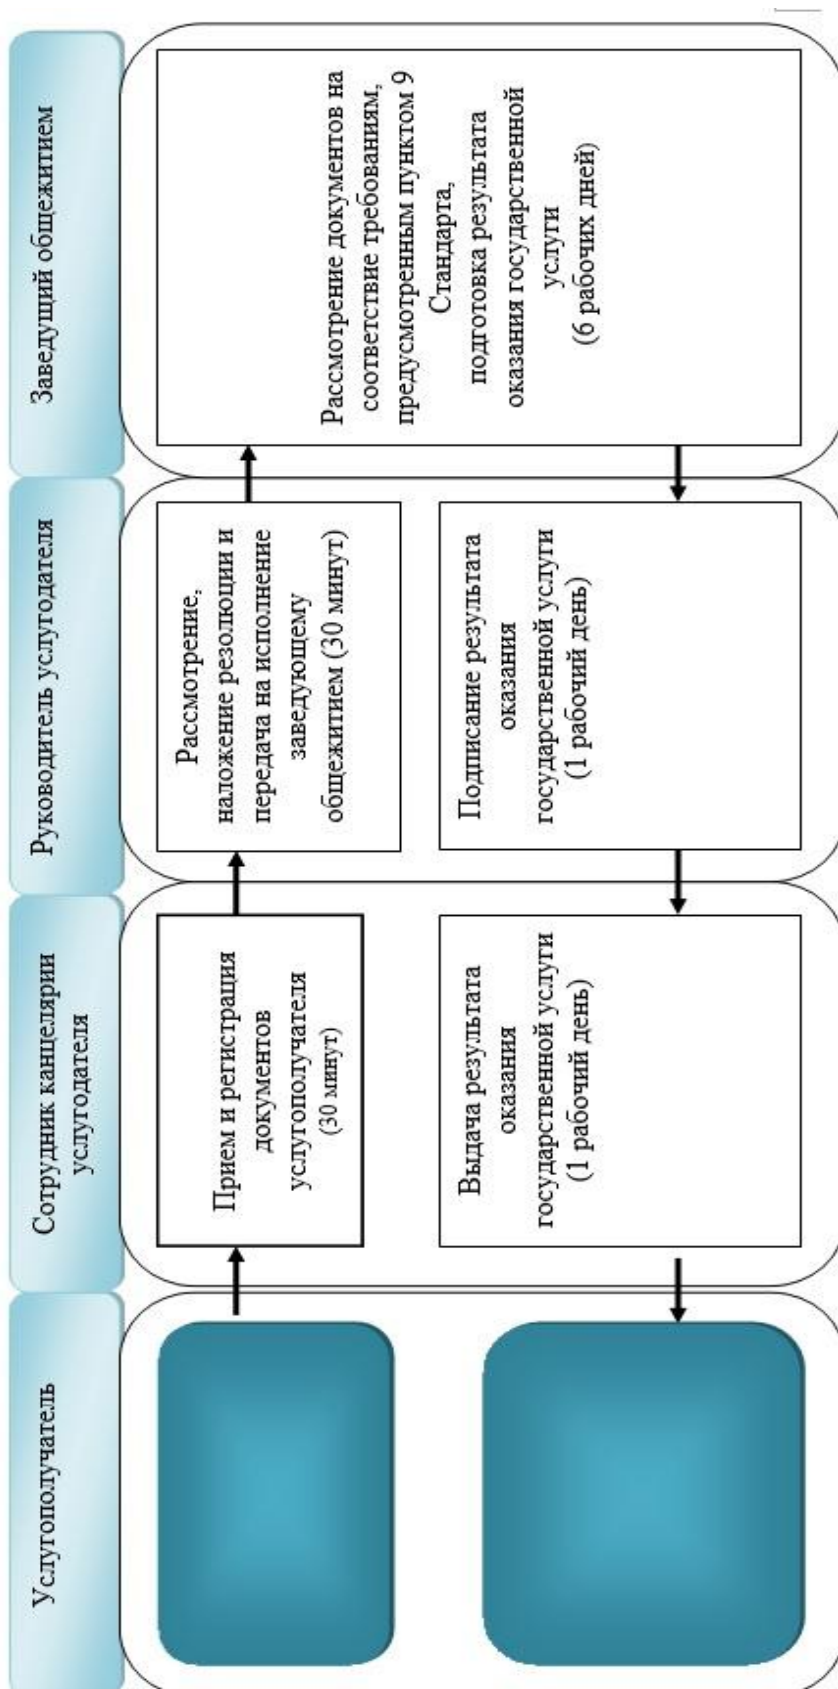 Услугополучатель
Сотрудник канцелярии
услугодателя
Руководитель услугодателя
Заведущий общежитием
Прием и регистрация
документов
услугополучателя
(30 минут)
Рассмотрение,
наложение резолюции и
передача на исполнение
заведующему
общежитием (30 минут)
Рассмотрение документов на
соответствие требованиям,
предусмотренным пунктом 9
Стандарта,
подготовка результата
оказания государственной
услуги
(6 рабочих дней)
Подписание результата
оказания
государственной услуги
(1 рабочий день)
Выдача результата
оказания
государственной услуги
(1 рабочий день)